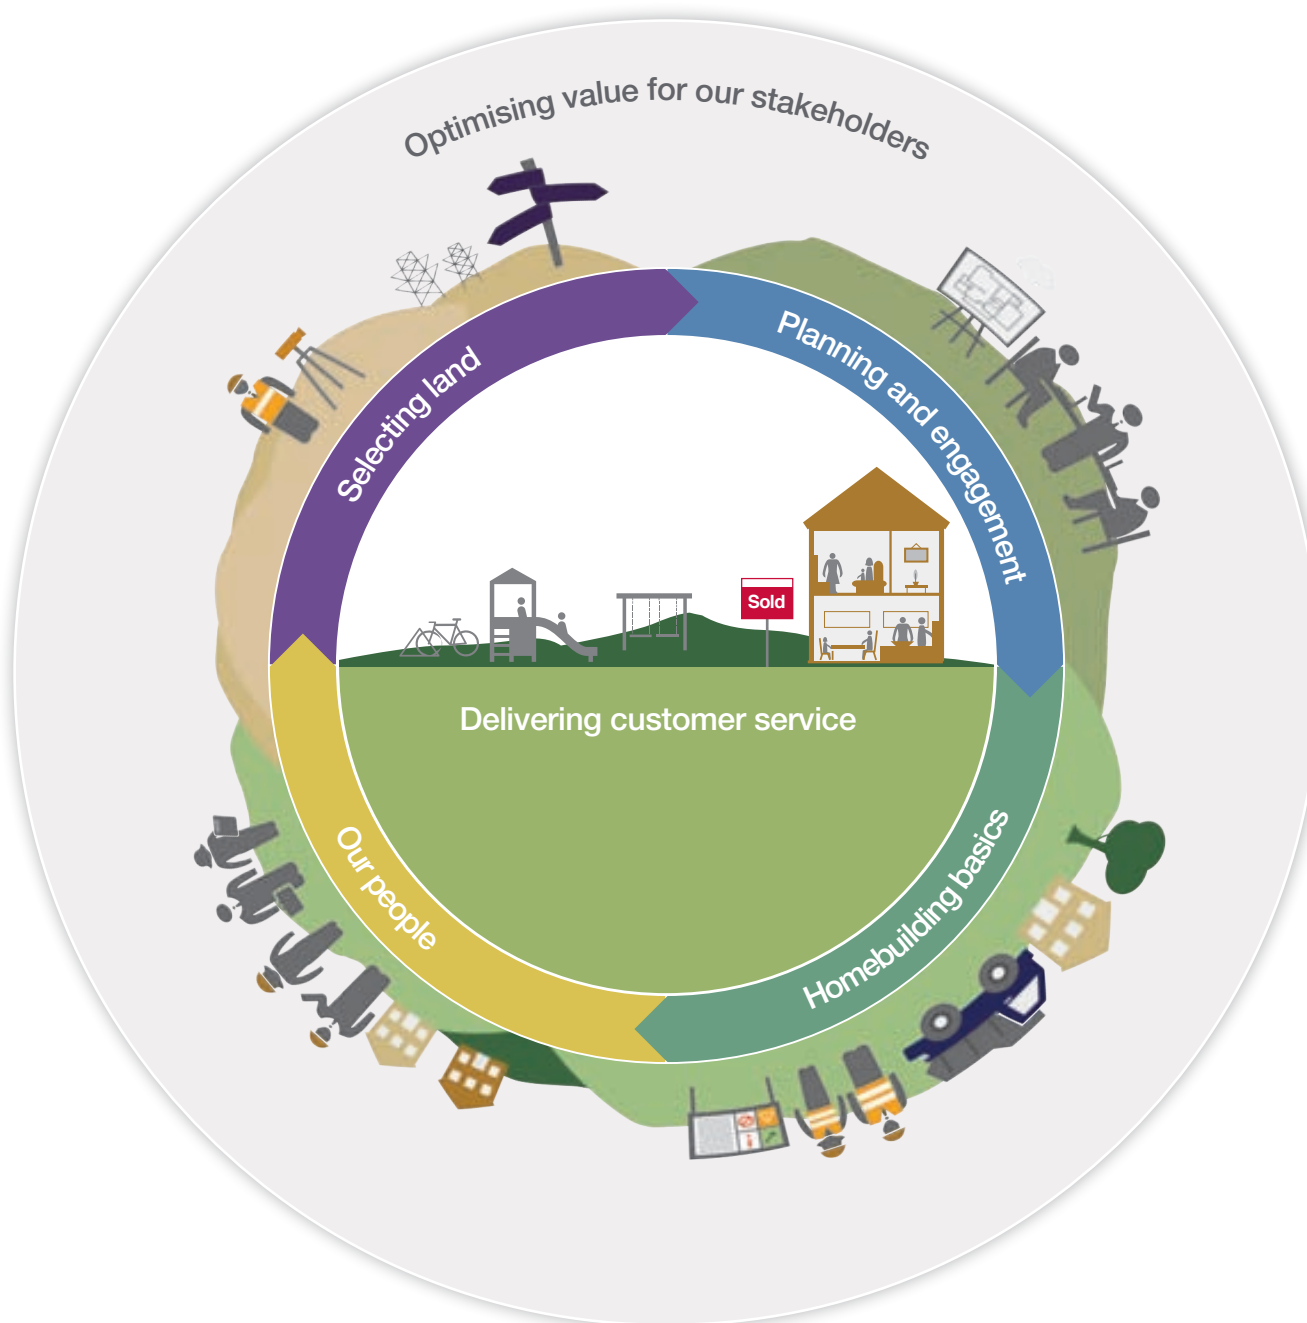 Optimising value for our stakeholders
Selecting land
Planning and engagement
Sold
Delivering customer service
Our people
Homebuilding basics